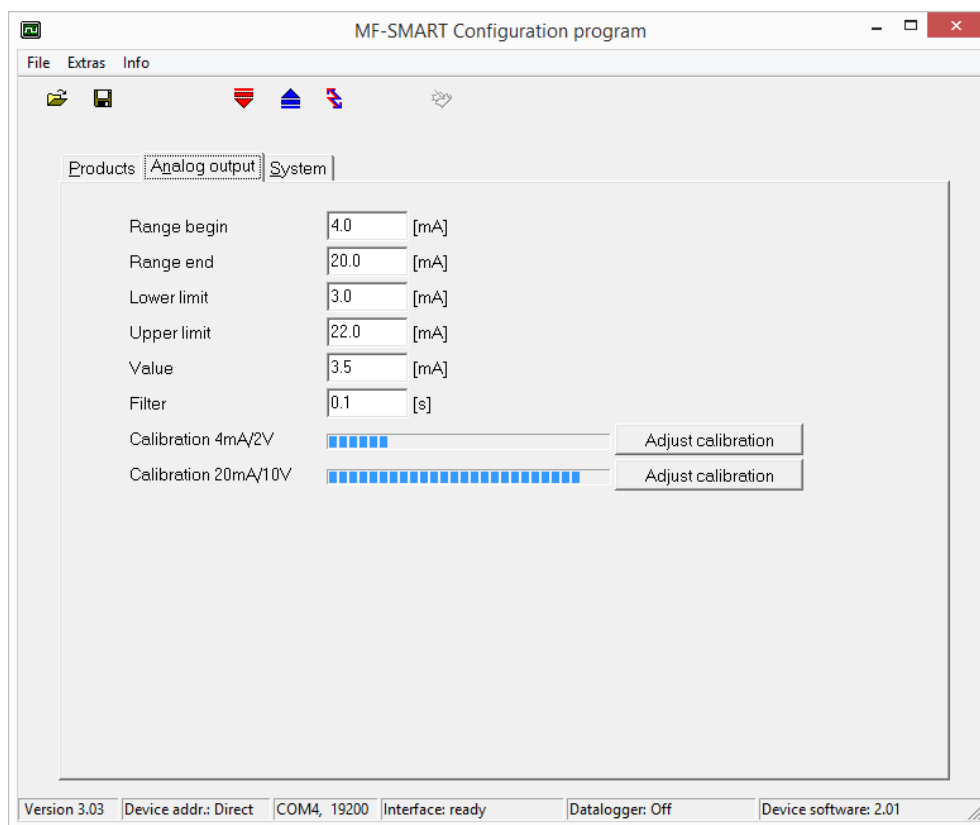 MF-SMART Configuration program
File Extras Info
Products Analog output System
Range begin 4.0 [mA]
Range end 20.0 [mA]
Lower limit 3.0 [mA]
Upper limit 22.0 [mA]
Value 3.5 [mA]
Filter 0.1 [s]
Calibration 4mA/2V Adjust calibration
Calibration 20mA/10V Adjust calibration
Version 3.03 Device addr.: Direct COM4, 19200 Interface: ready Datalogger: Off Device software: 2.01